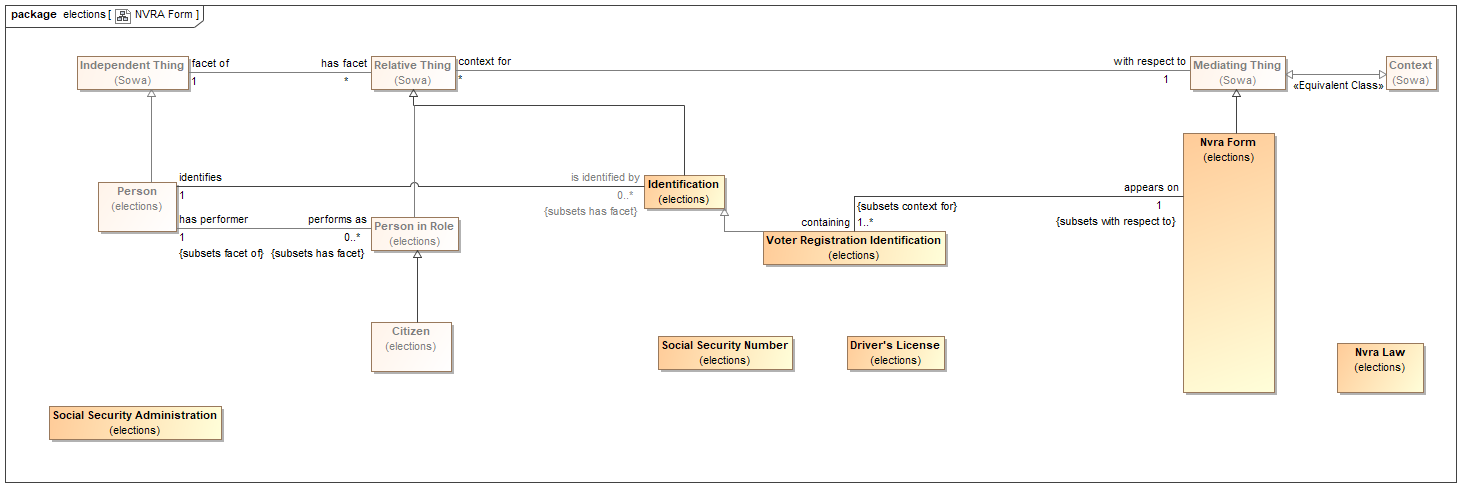 package elections [ NVRA Form ]
Independent Thing
(Sowa)
facet of
1
has facet
*
Relative Thing
(Sowa)
context for
*
with respect to
1
Mediating Thing
(Sowa)
«Equivalent Class»
Context
(Sowa)
Nvra Form
(elections)
Person
(elections)
identifies
1
is identified by
0..*
{subsets has facet}
Identification
(elections)
appears on
1
{subsets with respect to}
{subsets context for}
containing
1..*
has performer
1
{subsets facet of}
performs as
0..*
{subsets has facet}
Person in Role
(elections)
Voter Registration Identification
(elections)
Citizen
(elections)
Social Security Number
(elections)
Driver's License
(elections)
Nvra Law
(elections)
Social Security Administration
(elections)